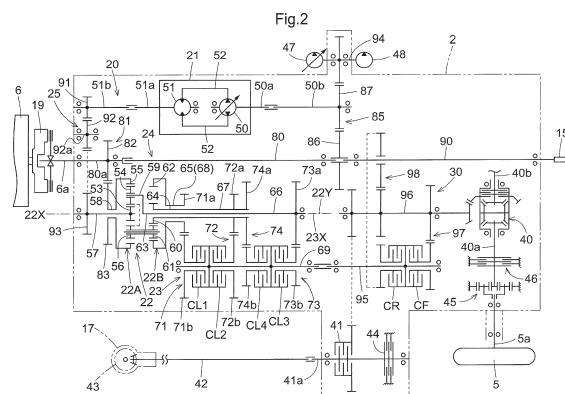 Fig.2
47
94
48
2
21
52
20
91
51b
51a
51
50a
50b
87
6
19
25
92
81
52
50
85
92a
82
24
80
86
90
15
54
55
59
62
65(68)
72a
74a
73a
98
30
40b
6a
80a
53
58
71a
67
66
22Y
96
22X
23X
40
93
57
64
60
72
74
97
40a
83
56
63
61
69
46
22A
22B
23
22
71
CL1
74b
73b
73
95
CR
CF
45
71b
CL2
72b
CL4
CL3
17
41
44
5a
43
42
41a
5